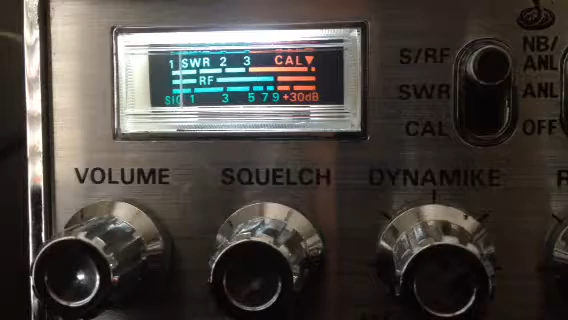 1 SWR 2 3 CAL▼
RF
SIG 1 3 5 7 9 +30dB
S/RF
SWR
CAL
NB/
ANL
ANL
OFF
VOLUME
SQUELCH
DYNAMIKE